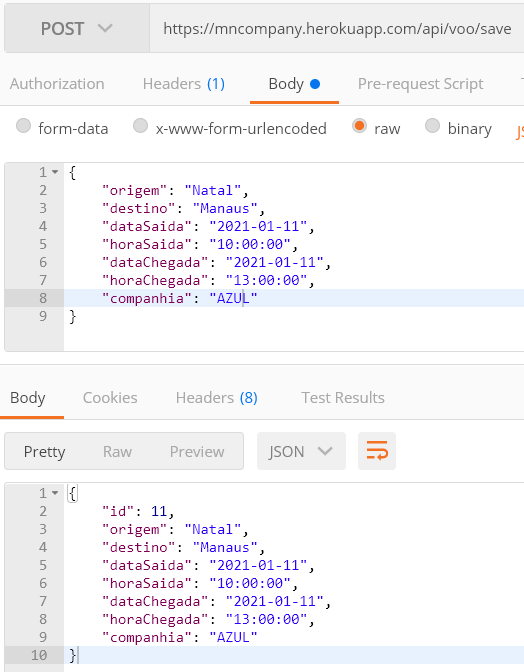 POST https://mncompany.herokuapp.com/api/voo/save
Authorization Headers (1) Body Pre-request Script
form-data x-www-form-urlencoded raw binary
1 {
2 "origem": "Natal",
3 "destino": "Manaus",
4 "dataSaida": "2021-01-11",
5 "horaSaida": "10:00:00",
6 "dataChegada": "2021-01-11",
7 "horaChegada": "13:00:00",
8 "companhia": "AZUL"
9 }
Body Cookies Headers (8) Test Results
Pretty Raw Preview JSON
1 {
2 "id": 11,
3 "origem": "Natal",
4 "destino": "Manaus",
5 "dataSaida": "2021-01-11",
6 "horaSaida": "10:00:00",
7 "dataChegada": "2021-01-11",
8 "horaChegada": "13:00:00",
9 "companhia": "AZUL"
10 }